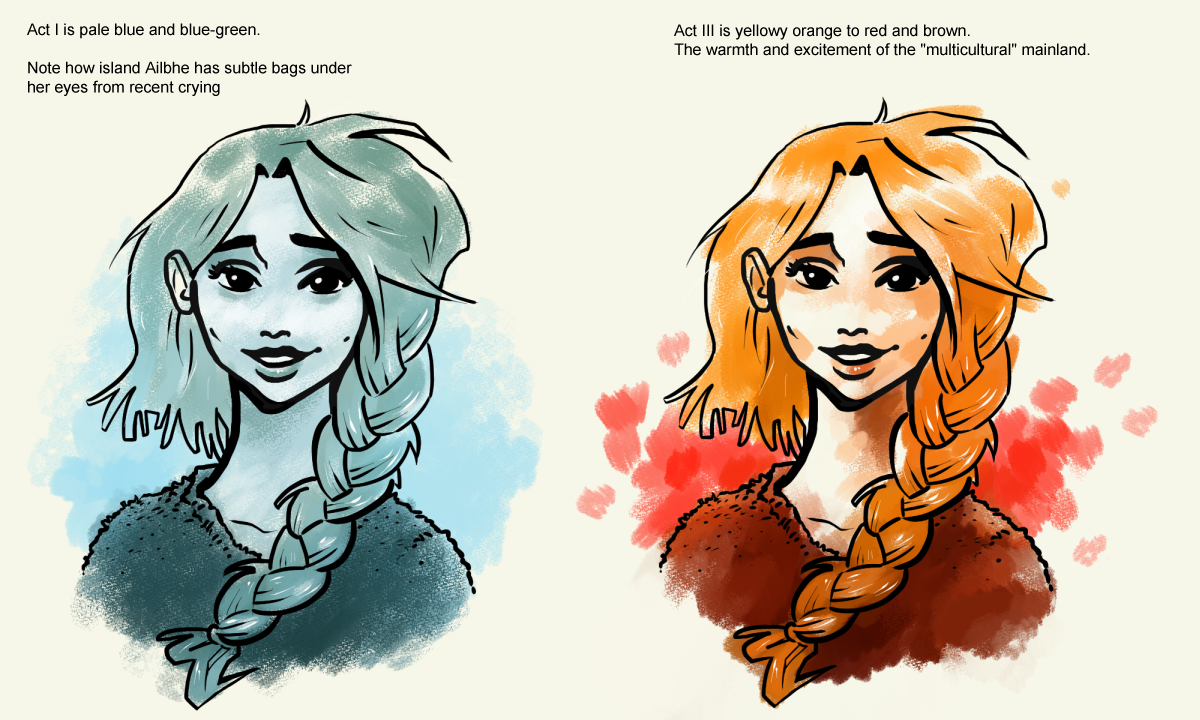 Act I is pale blue and blue-green.
Note how island Ailbhe has subtle bags under
her eyes from recent crying
Act III is yellowy orange to red and brown.
The warmth and excitement of the "multicultural" mainland.